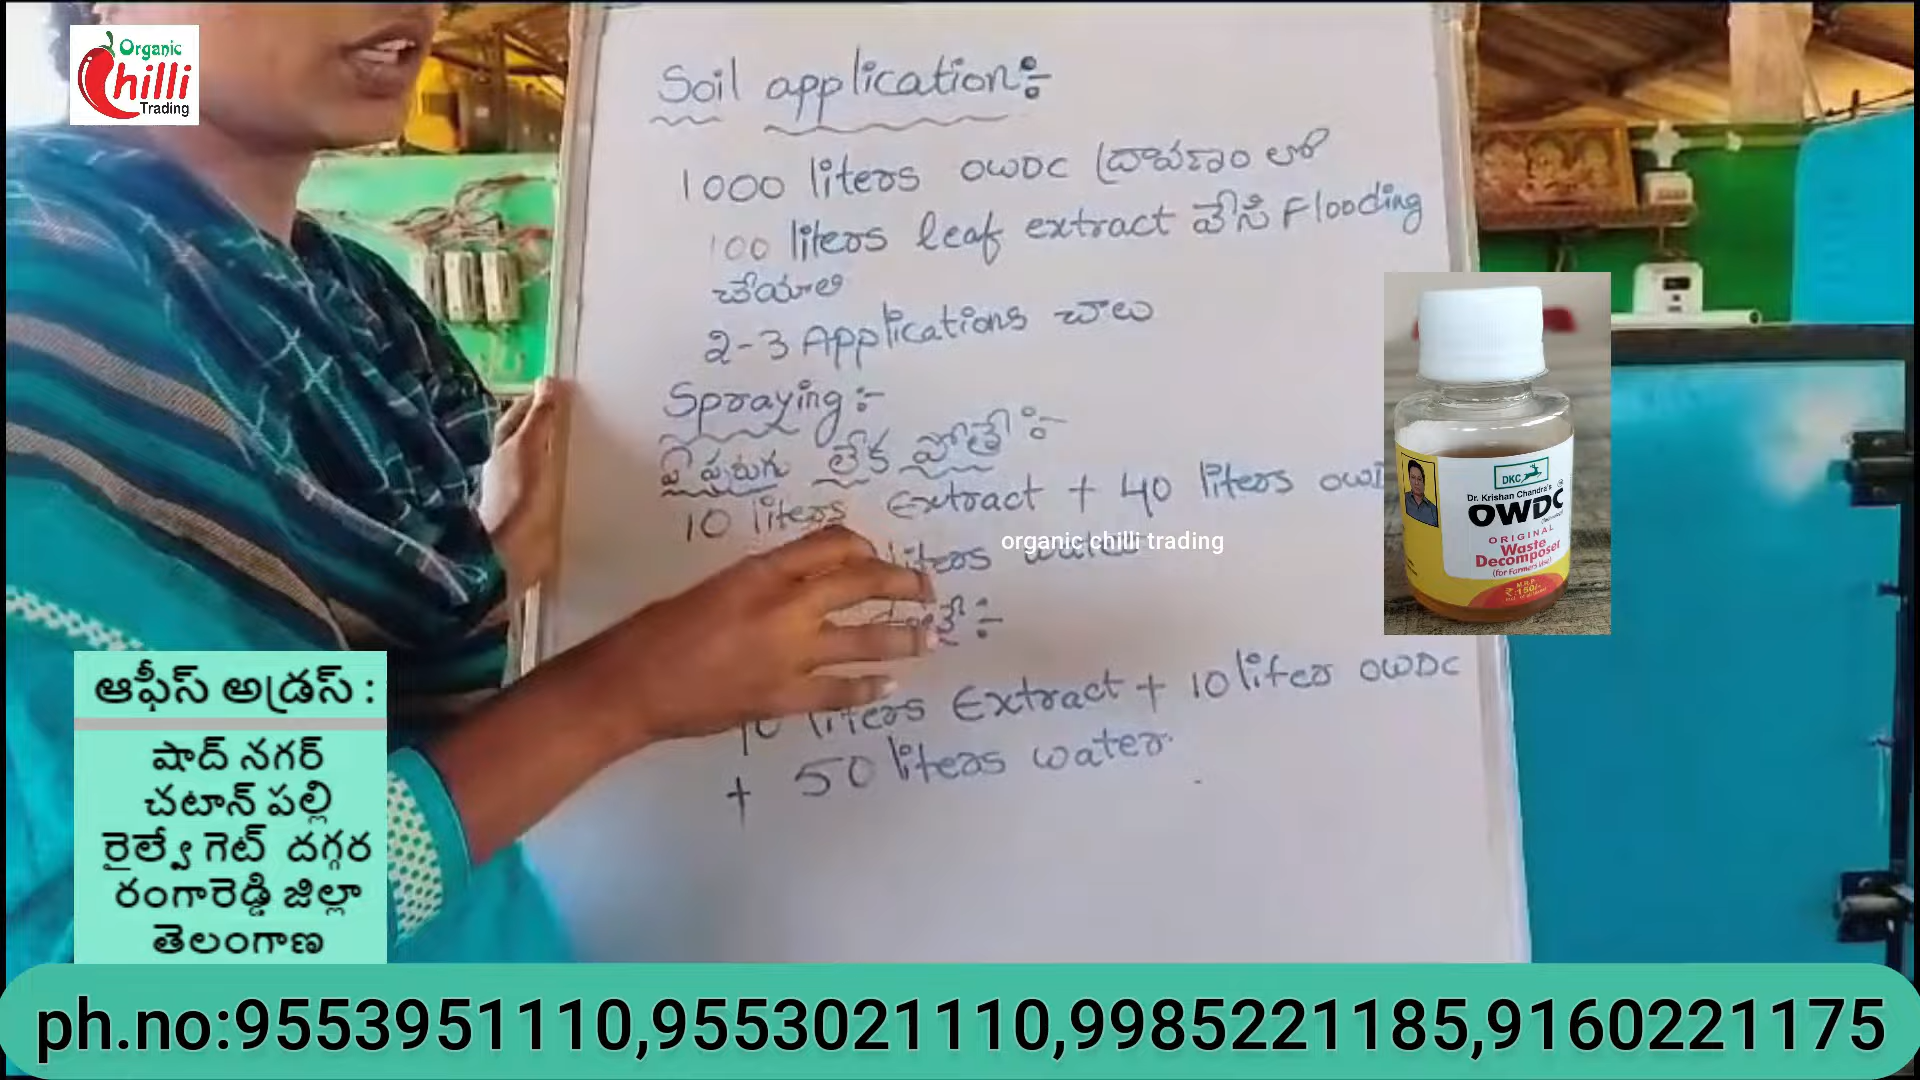 Organic
Chilli
Trading
Soil application:-
1000 liters OWDC ద్రావణం లో
100 liters leaf extract వేసి Flooding
చేయాలి
2-3 Applications చాలు
Spraying:-
ఏ పురుగు లేక పోతే:-
10 liters Extract + 40 liters
liters water
organic chilli trading
10 liters Extract + 10 liters OWDC
+ 50 liters water
DKC
Dr. Krishan Chandra's
OWDC
ORIGINAL
Waste
Decomposer
(for Farmers Use)
M.R.P.
₹.150/-
ఆఫీస్ అడ్రస్ :
షాద్ నగర్
చటాన్ పల్లి
రైల్వే గెట్ దగ్గర
రంగారెడ్డి జిల్లా
తెలంగాణ
ph.no:9553951110,9553021110,9985221185,9160221175